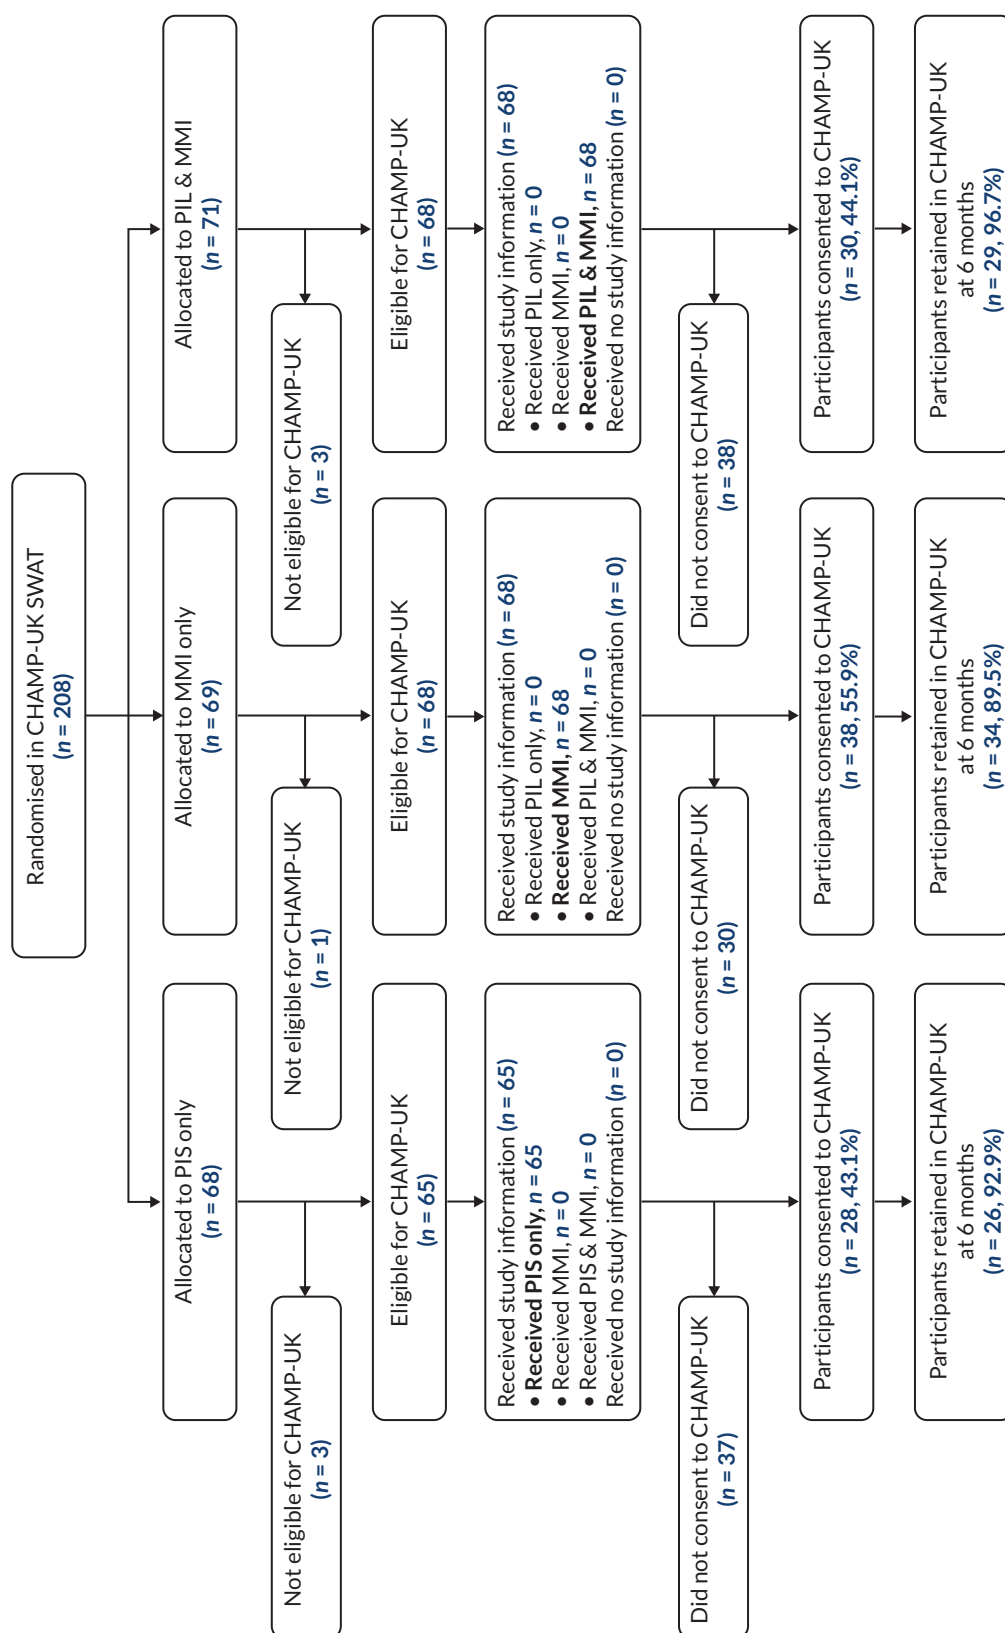 Randomised in CHAMP-UK SWAT
(n = 208)
Allocated to PIS only
(n = 68)
Allocated to MMI only
(n = 69)
Allocated to PIL & MMI
(n = 71)
Not eligible for CHAMP-UK
(n = 3)
Not eligible for CHAMP-UK
(n = 1)
Not eligible for CHAMP-UK
(n = 3)
Eligible for CHAMP-UK
(n = 65)
Eligible for CHAMP-UK
(n = 68)
Eligible for CHAMP-UK
(n = 68)
Received study information (n = 65)
• Received PIS only, n = 65
• Received MMI, n = 0
• Received PIS & MMI, n = 0
Received no study information (n = 0)
Received study information (n = 68)
• Received PIL only, n = 0
• Received MMI, n = 68
• Received PIL & MMI, n = 0
Received no study information (n = 0)
Received study information (n = 68)
• Received PIL only, n = 0
• Received MMI, n = 0
• Received PIL & MMI, n = 68
Received no study information (n = 0)
Did not consent to CHAMP-UK
(n = 37)
Did not consent to CHAMP-UK
(n = 30)
Did not consent to CHAMP-UK
(n = 38)
Participants consented to CHAMP-UK
(n = 28, 43.1%)
Participants consented to CHAMP-UK
(n = 38, 55.9%)
Participants consented to CHAMP-UK
(n = 30, 44.1%)
Participants retained in CHAMP-UK
at 6 months
(n = 26, 92.9%)
Participants retained in CHAMP-UK
at 6 months
(n = 34, 89.5%)
Participants retained in CHAMP-UK
at 6 months
(n = 29, 96.7%)